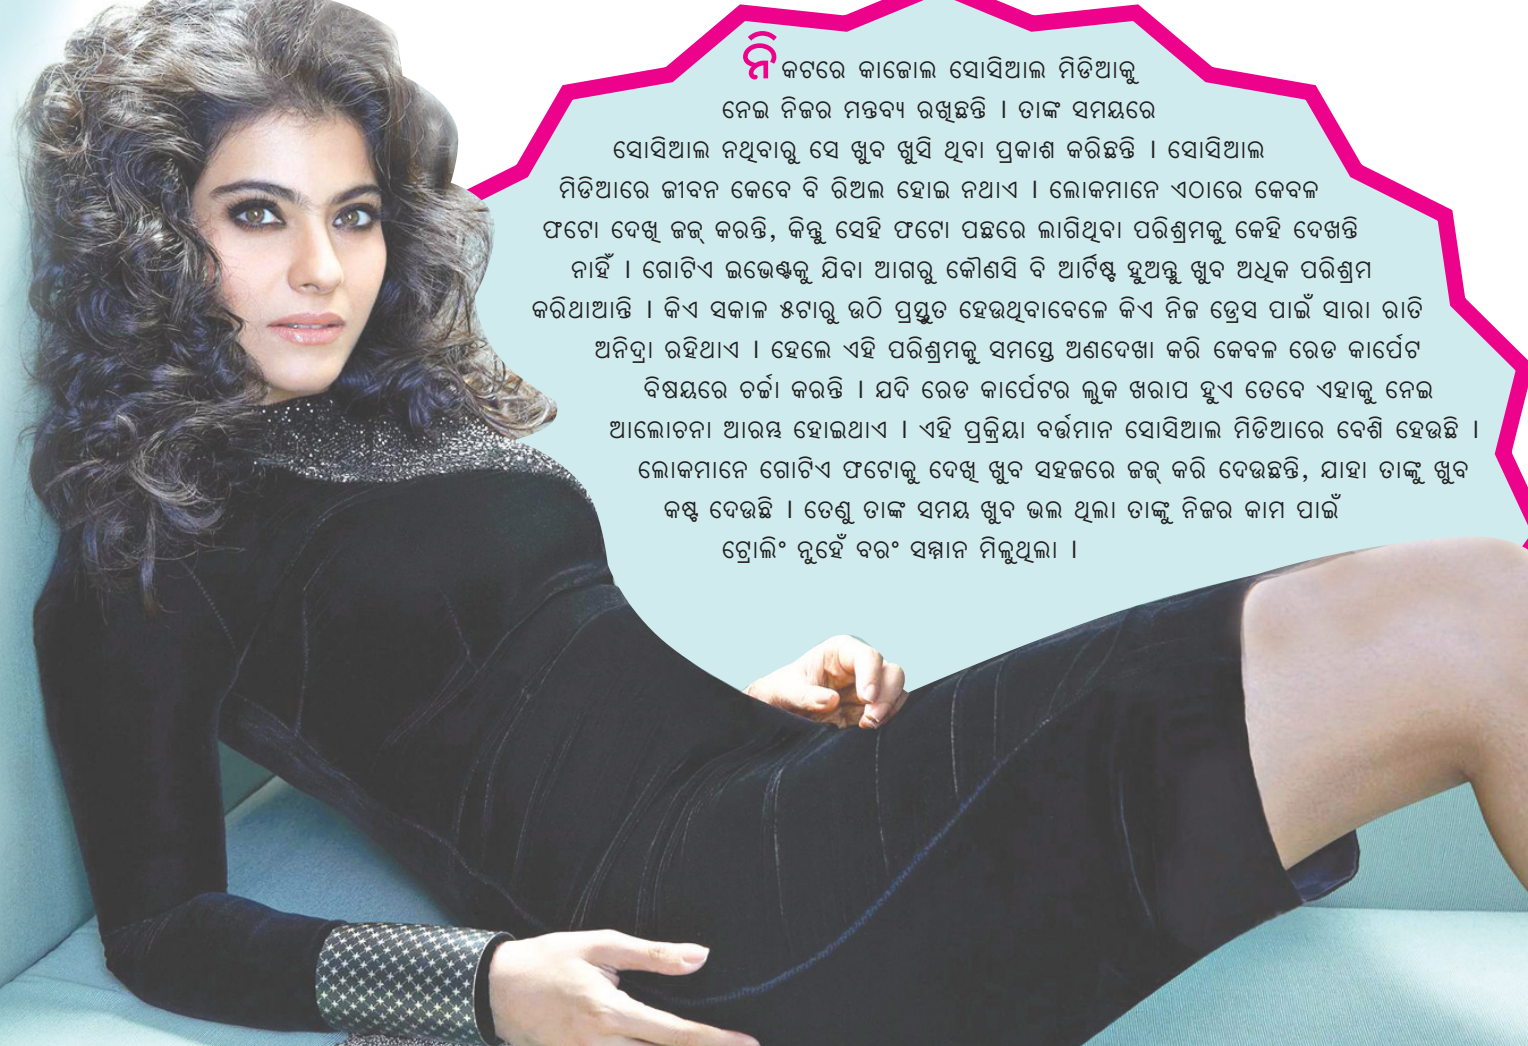 ନିକଟରେ କାଜୋଲ ସୋସିଆଲ ମିଡିଆକୁ
ନେଇ ନିଜର ମନ୍ତବ୍ୟ ରଖିଛନ୍ତି । ତାଙ୍କ ସମୟରେ
ସୋସିଆଲ ନଥିବାରୁ ସେ ଖୁବ ଖୁସି ଥିବା ପ୍ରକାଶ କରିଛନ୍ତି । ସୋସିଆଲ
ମିଡିଆରେ ଜୀବନ କେବେ ବି ରିଅଲ ହୋଇ ନଥାଏ । ଲୋକମାନେ ଏଠାରେ କେବଳ
ଫଟୋ ଦେଖି ଜଜ୍ କରନ୍ତି, କିନ୍ତୁ ସେହି ଫଟୋ ପଛରେ ଲାଗିଥିବା ପରିଶ୍ରମକୁ କେହି ଦେଖନ୍ତି
ନାହିଁ । ଗୋଟିଏ ଇଭେଣ୍ଟକୁ ଯିବା ଆଗରୁ କୌଣସି ବି ଆର୍ଟିଷ୍ଟ ହୁଅନ୍ତୁ ଖୁବ ଅଧିକ ପରିଶ୍ରମ
କରିଥାଆନ୍ତି । କିଏ ସକାଳ ୫ଟାରୁ ଉଠି ପ୍ରସ୍ତୁତ ହେଉଥିବାବେଳେ କିଏ ନିଜ ଡ୍ରେସ ପାଇଁ ସାରା ରାତି
ଅନିଦ୍ରା ରହିଥାଏ । ହେଲେ ଏହି ପରିଶ୍ରମକୁ ସମସ୍ତେ ଅଣଦେଖା କରି କେବଳ ରେଡ କାର୍ପେଟ
ବିଷୟରେ ଚର୍ଚ୍ଚା କରନ୍ତି । ଯଦି ରେଡ କାର୍ପେଟର ଲୁକ ଖରାପ ହୁଏ ତେବେ ଏହାକୁ ନେଇ
ଆଲୋଚନା ଆରମ୍ଭ ହୋଇଥାଏ । ଏହି ପ୍ରକ୍ରିୟା ବର୍ତ୍ତମାନ ସୋସିଆଲ ମିଡିଆରେ ବେଶି ହେଉଛି ।
ଲୋକମାନେ ଗୋଟିଏ ଫଟୋକୁ ଦେଖି ଖୁବ ସହଜରେ ଜଜ୍ କରି ଦେଉଛନ୍ତି, ଯାହା ତାଙ୍କୁ ଖୁବ
କଷ୍ଟ ଦେଉଛି । ତେଣୁ ତାଙ୍କ ସମୟ ଖୁବ ଭଲ ଥିଲା ତାଙ୍କୁ ନିଜର କାମ ପାଇଁ
ଟ୍ରୋଲିଂ ନୁହେଁ ବରଂ ସମ୍ମାନ ମିଳୁଥିଲା ।